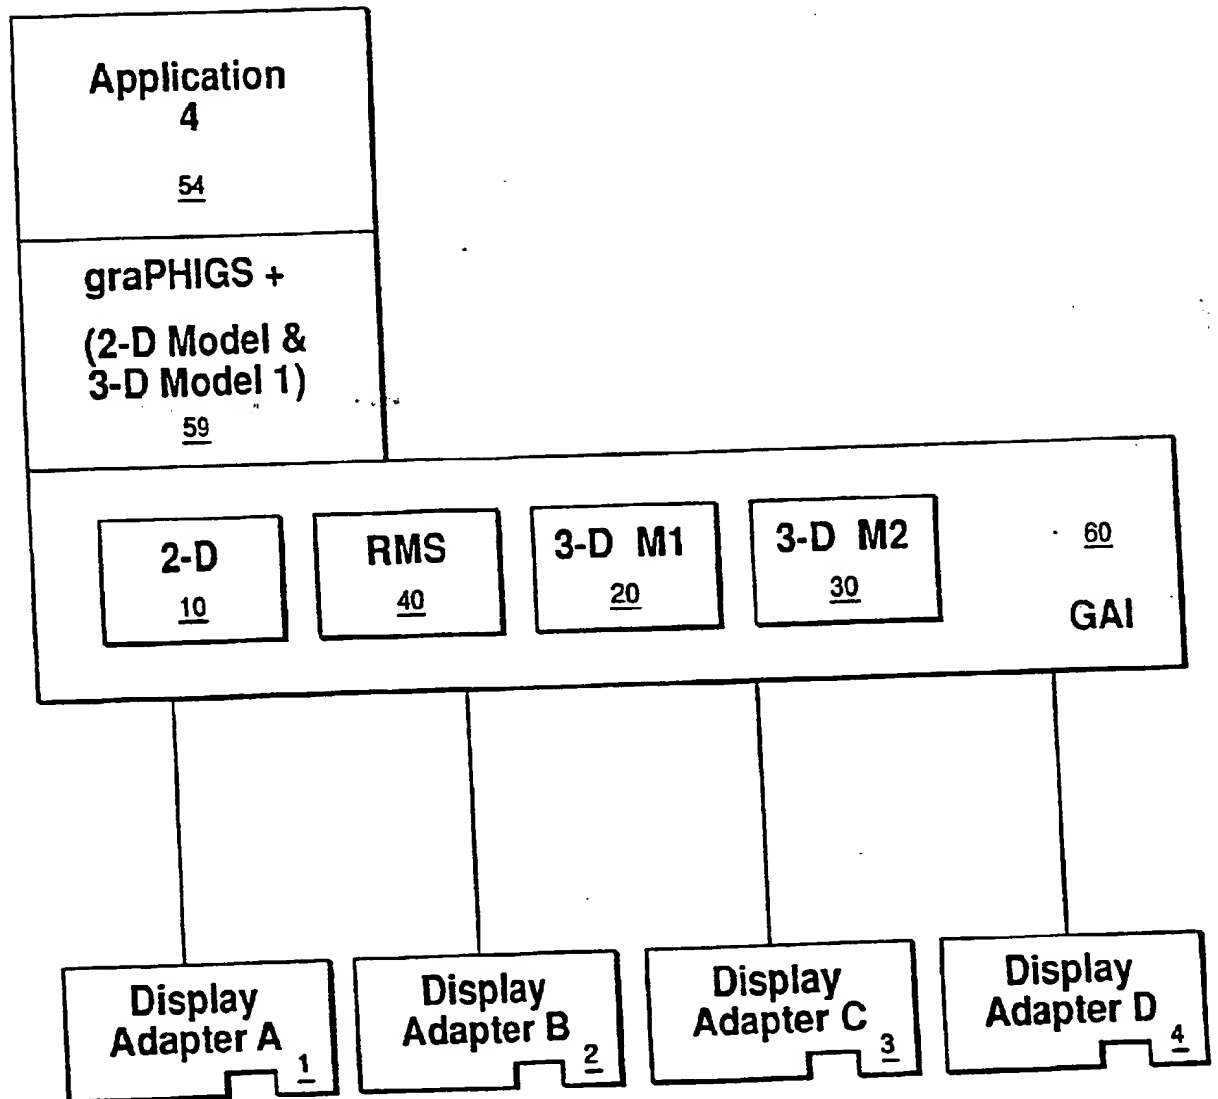 Application
4
54
graPHIGS +
(2-D Model &
3-D Model 1)
59
2-D
10
RMS
40
3-D M1
20
3-D M2
30
60
GAI
Display
Adapter A
1
Display
Adapter B
2
Display
Adapter C
3
Display
Adapter D
4